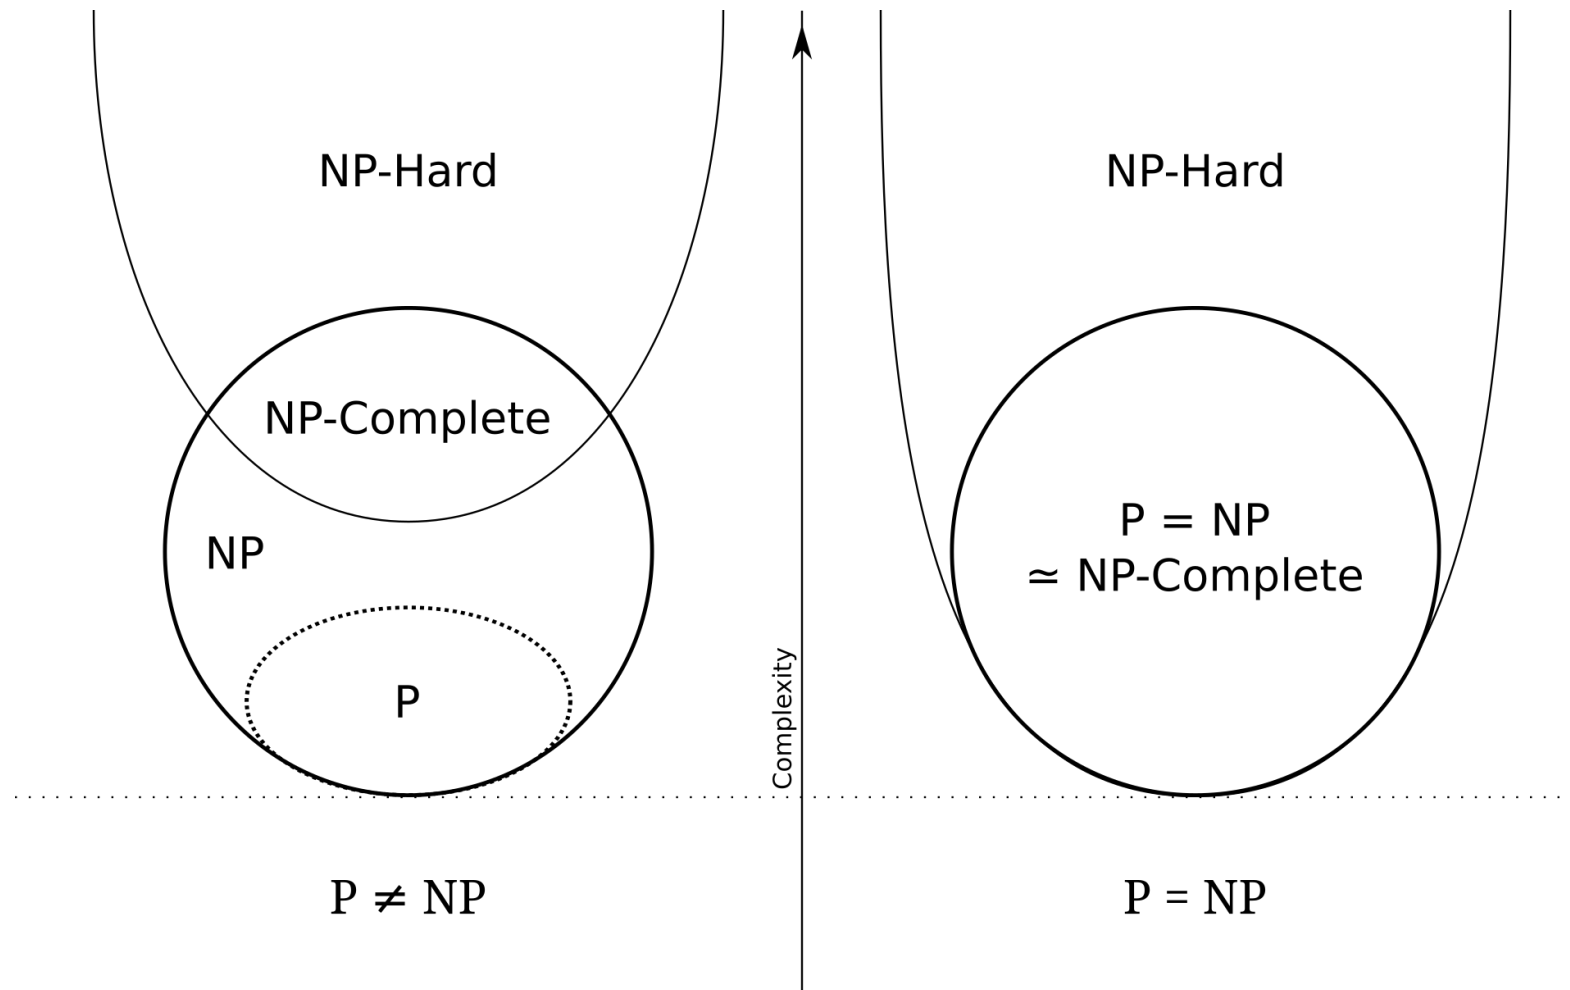 NP-Hard
NP-Complete
NP
P
P ≠ NP
Complexity
NP-Hard
P = NP
≃ NP-Complete
P = NP